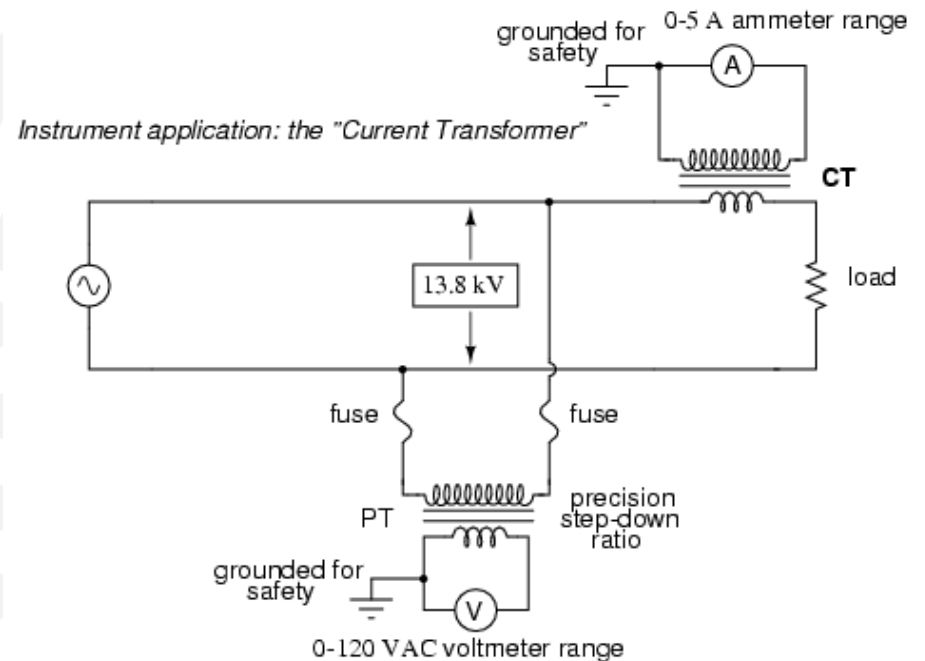 grounded for
safety
0-5 A ammeter range
A
Instrument application: the "Current Transformer"
CT
13.8 kV
load
fuse
fuse
PT
precision
step-down
ratio
grounded for
safety
V
0-120 VAC voltmeter range